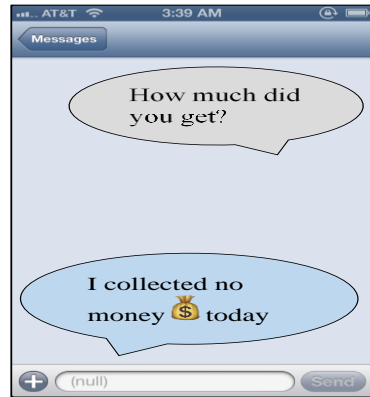 AT&T 3:39 AM
Messages
How much did
you get?
I collected no
money 💰 today
(null)
Send